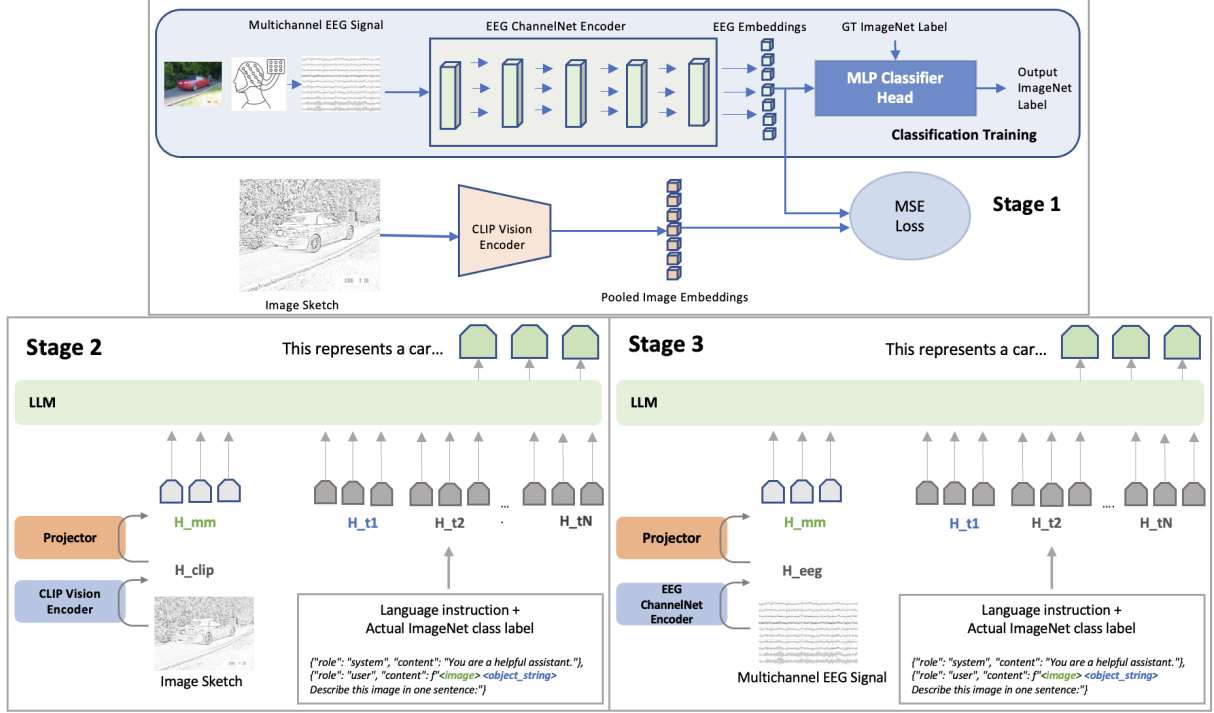 Multichannel EEG Signal
EEG ChannelNet Encoder
EEG Embeddings
GT ImageNet Label
MLP Classifier
Head
Output
ImageNet
Label
Classification Training
CLIP Vision
Encoder
MSE
Loss
Stage 1
Image Sketch
Pooled Image Embeddings
Stage 2
This represents a car...
LLM
H_mm
H_t1
H_t2
...
.
H_tN
Projector
H_clip
CLIP Vision
Encoder
Image Sketch
Language instruction +
Actual ImageNet class label
{"role": "system", "content": "You are a helpful assistant."},
{"role": "user", "content": f"<image> <object_string>
Describe this image in one sentence:"}
Stage 3
This represents a car...
LLM
H_mm
H_t1
H_t2
....
H_tN
Projector
H_eeg
EEG
ChannelNet
Encoder
Multichannel EEG Signal
Language instruction +
Actual ImageNet class label
{"role": "system", "content": "You are a helpful assistant."},
{"role": "user", "content": f"<image> <object_string>
Describe this image in one sentence:"}